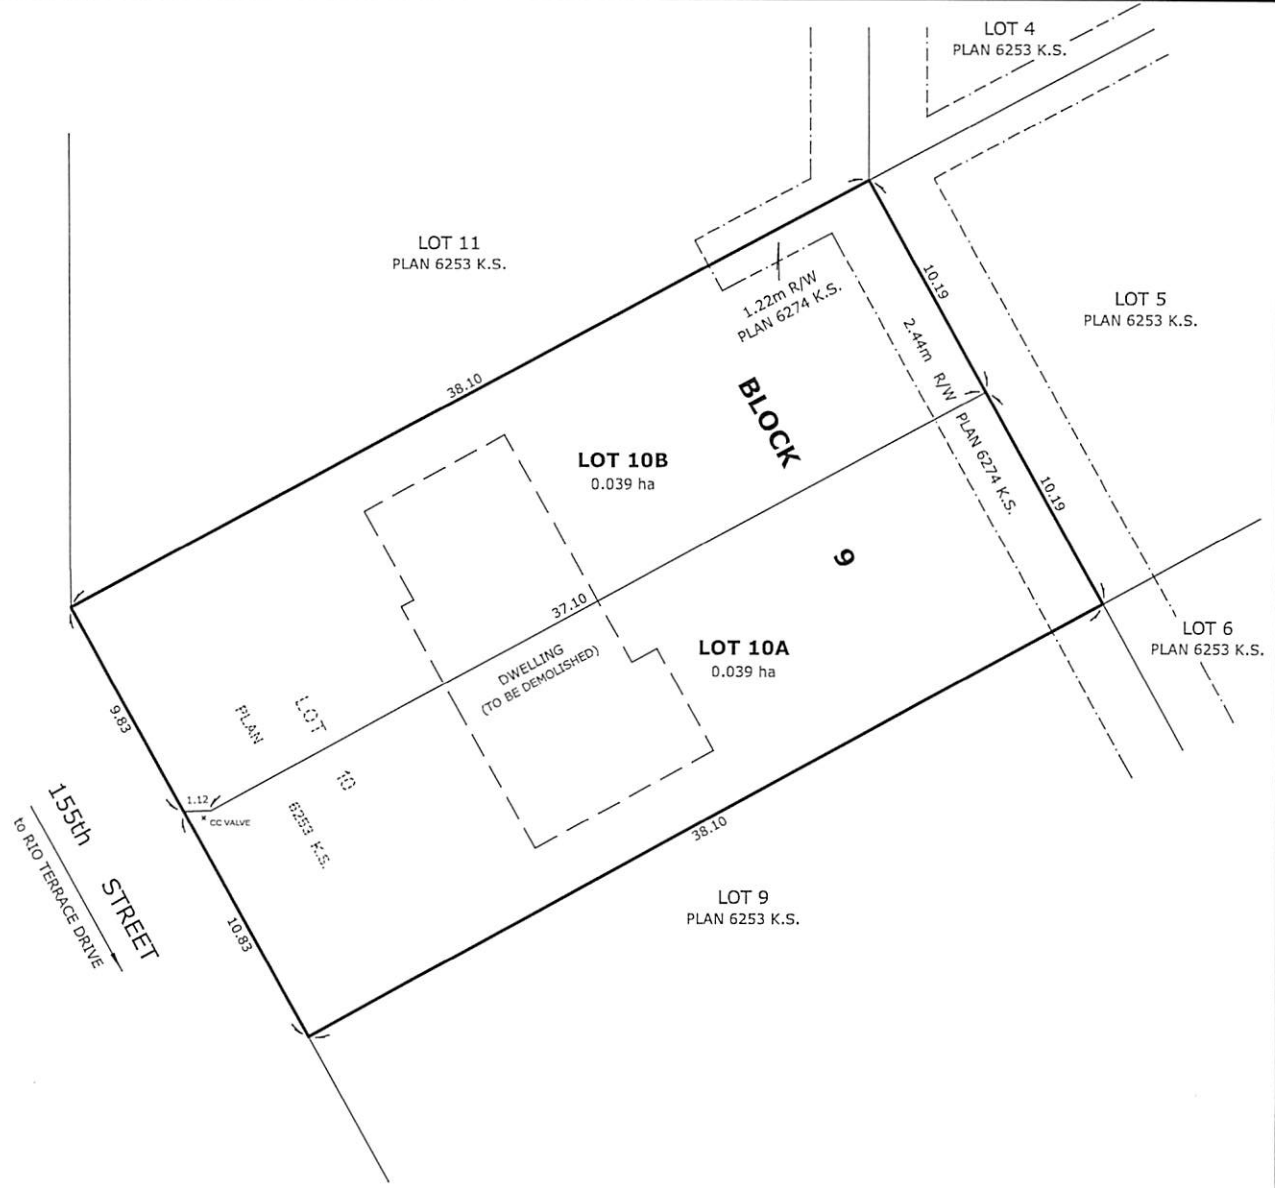 LOT 4
PLAN 6253 K.S.
LOT 11
PLAN 6253 K.S.
10.19
1.22m R/W
PLAN 6274 K.S.
LOT 5
PLAN 6253 K.S.
2.44m R/W PLAN 6274 K.S.
38.10
BLOCK
LOT 10B
0.039 ha
10.19
9
37.10
LOT 10A
0.039 ha
LOT 6
PLAN 6253 K.S.
DWELLING
(TO BE DEMOLISHED)
9.83
LOT 10
PLAN 6253 K.S.
1.12
CC VALVE
155th STREET
to RIO TERRACE DRIVE
38.10
10.83
LOT 9
PLAN 6253 K.S.